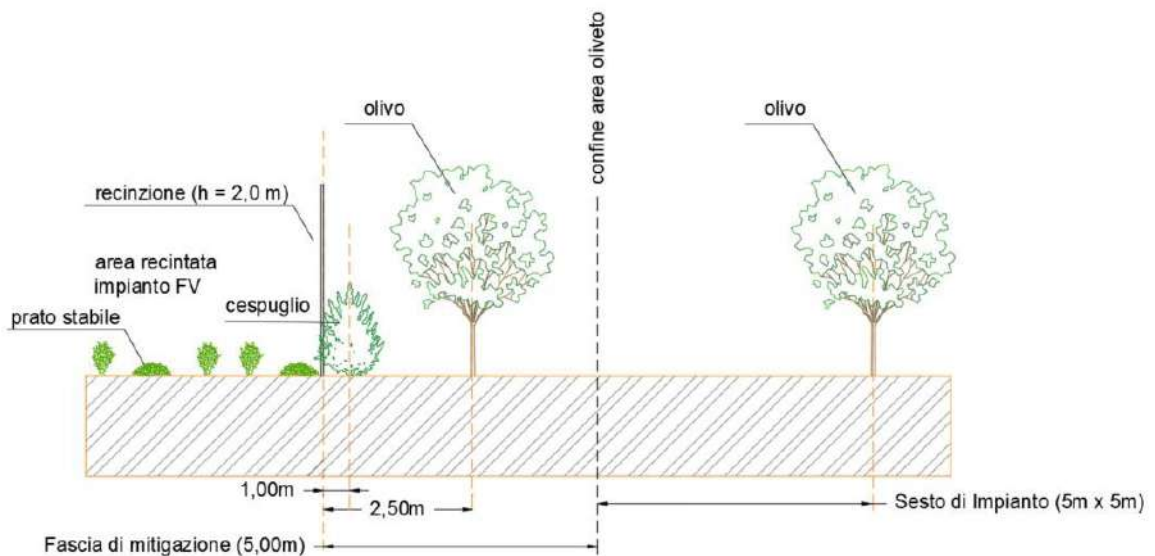 confine area oliveto
olivo
olivo
recinzione (h = 2,0 m)
area recintata
impianto FV
cespuglio
prato stabile
1,00m
2,50m
Sesto di Impianto (5m x 5m)
Fascia di mitigazione (5,00m)